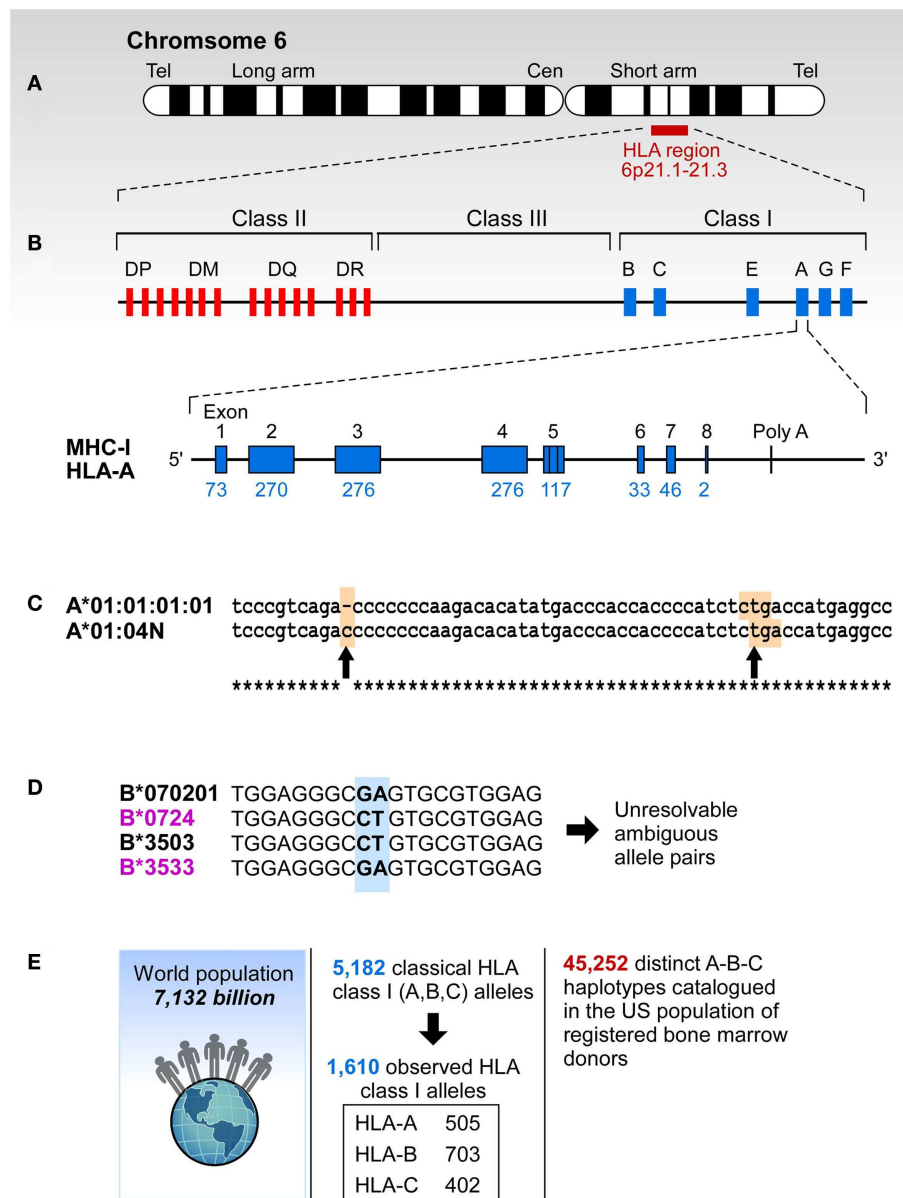 Chromsome 6
A
Tel Long arm Cen Short arm Tel
HLA region
6p21.1-21.3
B
Class II Class III Class I
DP DM DQ DR B C E A G F
Exon
1 2 3 4 5 6 7 8 Poly A
MHC-I
HLA-A
5' 3'
73 270 276 276 117 33 46 2
C
A*01:01:01:01 tcccgtcaga-cccccccaagacacatatgacccaccaccccatctctgaccatgaggcc
A*01:04N tcccgtcagaccccccccaagacacatatgacccaccaccccatctctgaccatgaggcc
********** *************************************************
D
B*070201 TGGAGGGCGAGTGCGTGGAG
B*0724 TGGAGGGCCTGTGCGTGGAG
B*3503 TGGAGGGCCTGTGCGTGGAG
B*3533 TGGAGGGCGAGTGCGTGGAG
Unresolvable
ambiguous
allele pairs
E
World population
7,132 billion
5,182 classical HLA
class I (A,B,C) alleles
1,610 observed HLA
class I alleles
HLA-A 505
HLA-B 703
HLA-C 402
45,252 distinct A-B-C
haplotypes catalogued
in the US population of
registered bone marrow
donors